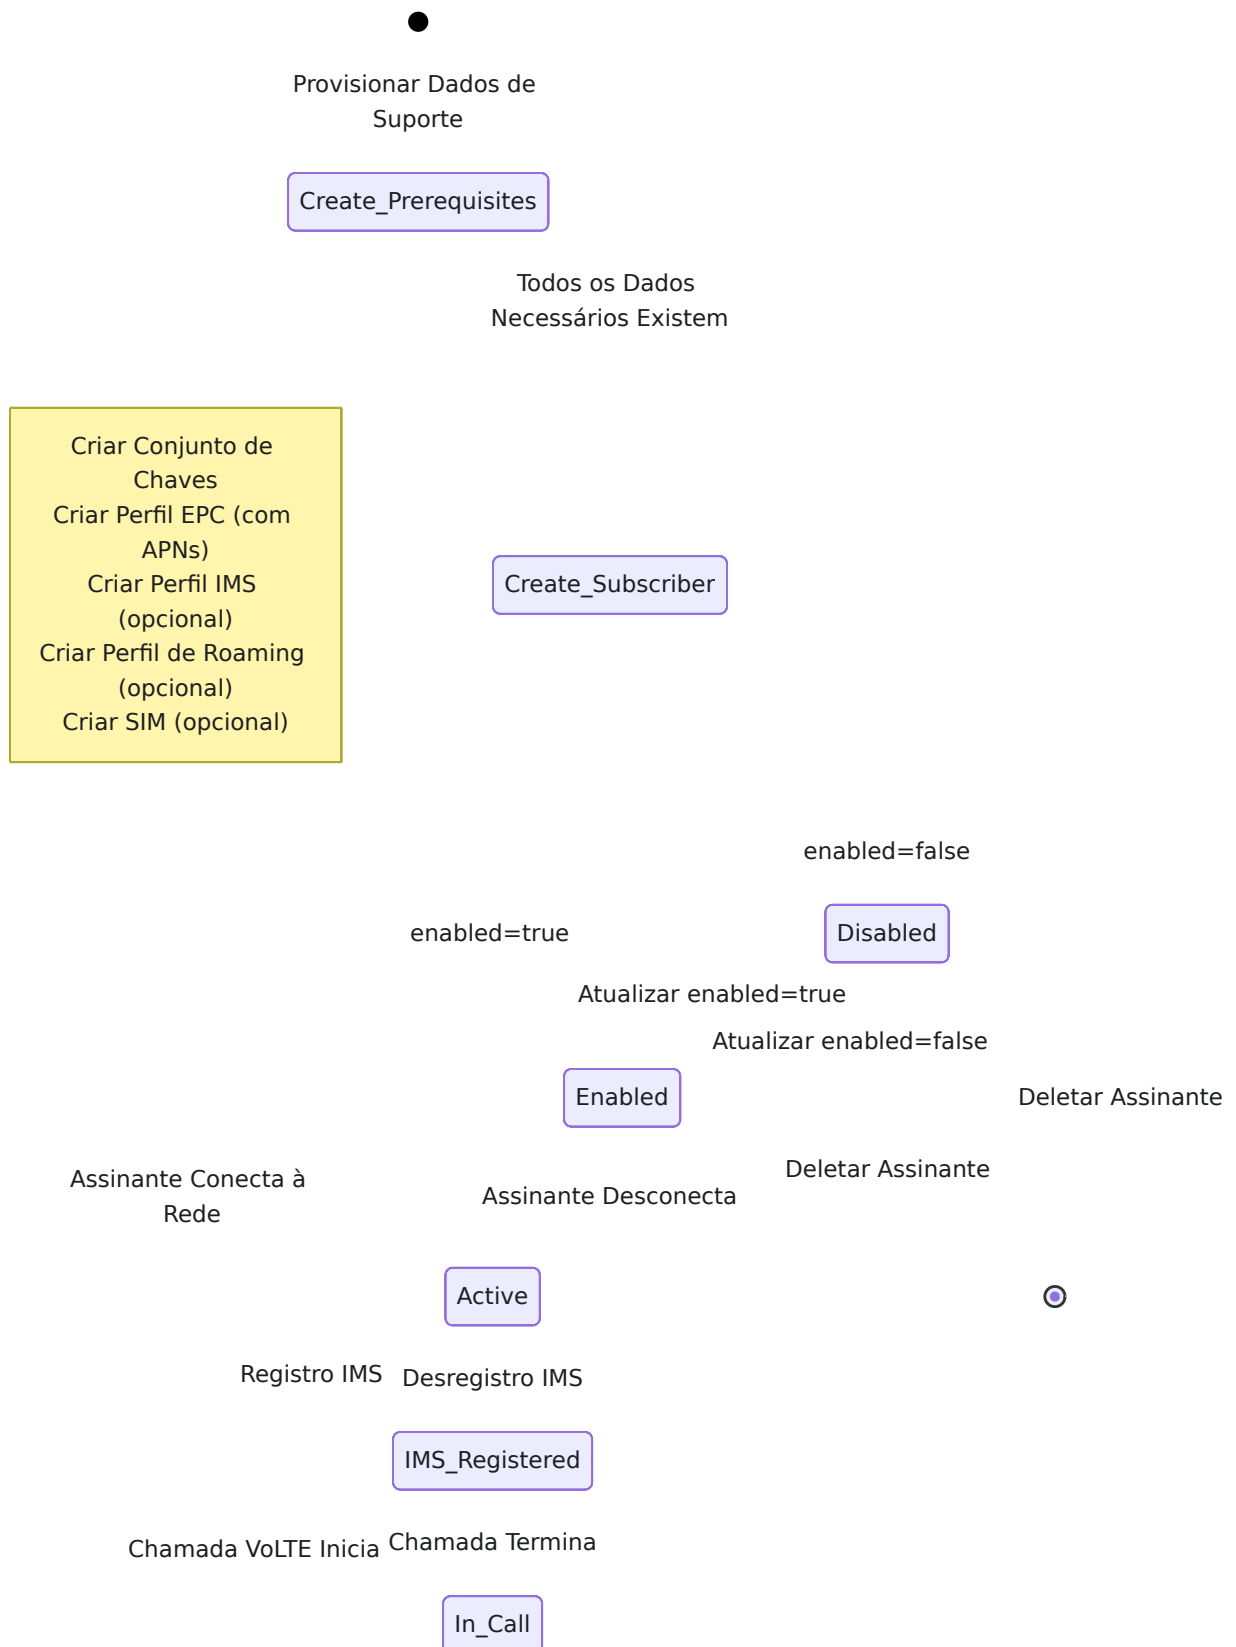 Provisionar Dados de
Suporte
Create_Prerequisites
Todos os Dados
Necessários Existem
Criar Conjunto de
Chaves
Criar Perfil EPC (com
APNs)
Criar Perfil IMS
(opcional)
Criar Perfil de Roaming
(opcional)
Criar SIM (opcional)
Create_Subscriber
enabled=false
enabled=true
Disabled
Atualizar enabled=true
Atualizar enabled=false
Enabled
Deletar Assinante
Deletar Assinante
Assinante Conecta à
Rede
Assinante Desconecta
Active
Registro IMS
Desregistro IMS
IMS_Registered
Chamada VoLTE Inicia
Chamada Termina
In_Call